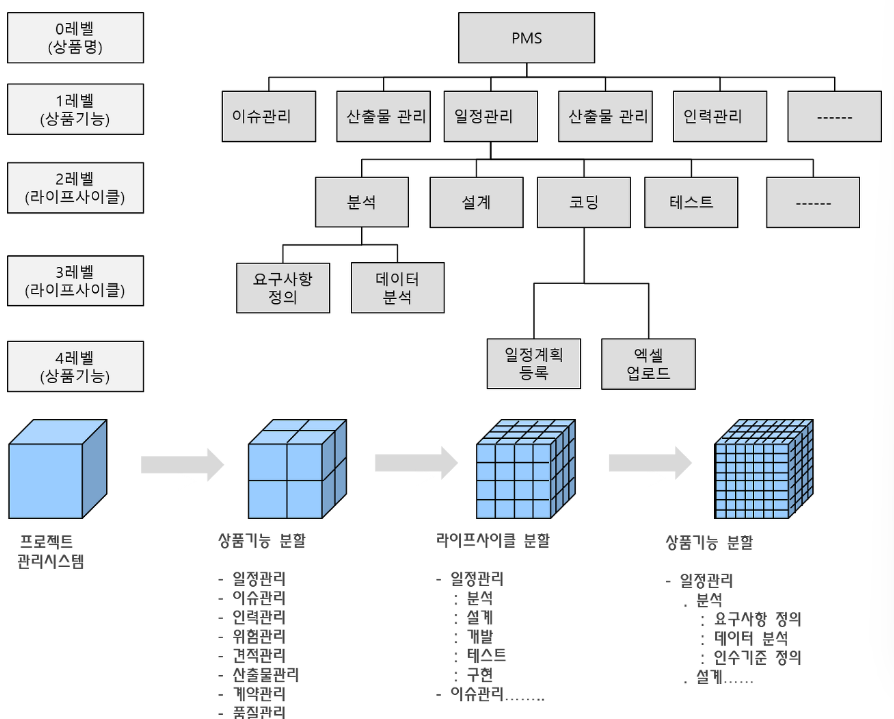 0레벨
(상품명)
PMS
1레벨
(상품기능)
이슈관리
산출물 관리
일정관리
산출물 관리
인력관리
------
2레벨
(라이프사이클)
분석
설계
코딩
테스트
------
3레벨
(라이프사이클)
요구사항
정의
데이터
분석
4레벨
(상품기능)
일정계획
등록
엑셀
업로드
프로젝트
관리시스템
상품기능 분할
- 일정관리
- 이슈관리
- 인력관리
- 위험관리
- 견적관리
- 산출물관리
- 계약관리
- 품질관리
라이프사이클 분할
- 일정관리
: 분석
: 설계
: 개발
: 테스트
: 구현
- 이슈관리........
상품기능 분할
- 일정관리
. 분석
: 요구사항 정의
: 데이터 분석
: 인수기준 정의
. 설계......